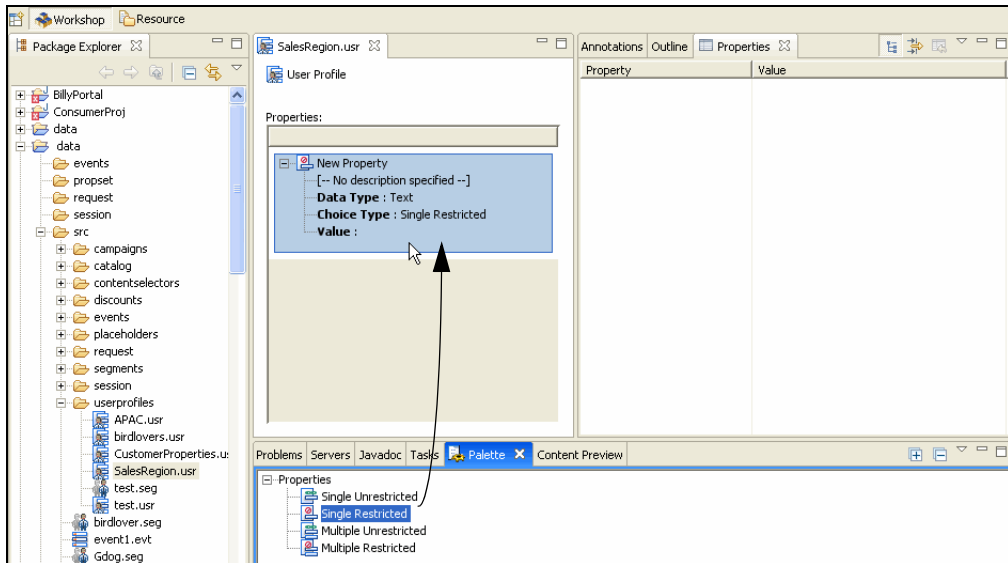 Workshop Resource
Package Explorer
BillyPortal
ConsumerProj
data
data
events
propset
request
session
src
campaigns
catalog
contentselectors
discounts
events
placeholders
request
segments
session
userprofiles
APAC.usr
birdlovers.usr
CustomerProperties.u
SalesRegion.usr
test.seg
test.usr
birdlover.seg
event1.evt
Gdog.seg
SalesRegion.usr
User Profile
Properties:
New Property
[-- No description specified --]
Data Type : Text
Choice Type : Single Restricted
Value :
Annotations Outline Properties
Property Value
Problems Servers Javadoc Tasks Palette Content Preview
Properties
Single Unrestricted
Single Restricted
Multiple Unrestricted
Multiple Restricted